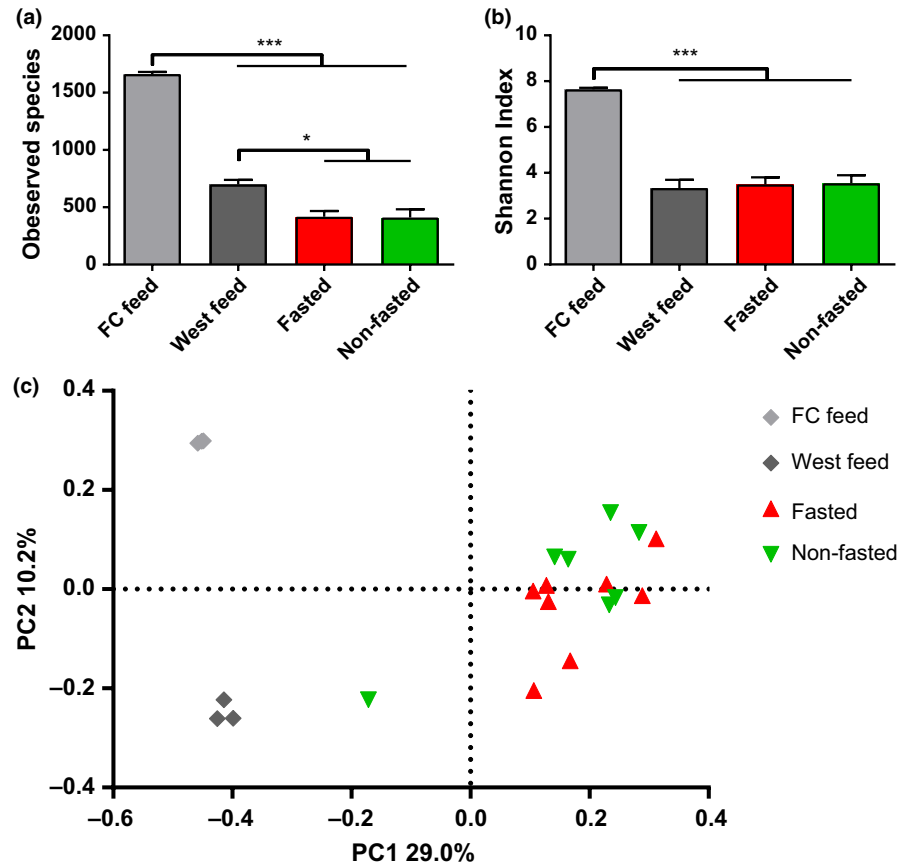 (a)
Obeserved species
2000
1500
1000
500
0
***
*
FC feed
West feed
Fasted
Non-fasted
(b)
Shannon Index
10
8
6
4
2
0
***
FC feed
West feed
Fasted
Non-fasted
(c)
PC2 10.2%
0.4
0.2
0.0
–0.2
–0.4
–0.6
–0.4
–0.2
0.0
0.2
0.4
PC1 29.0%
FC feed
West feed
Fasted
Non-fasted